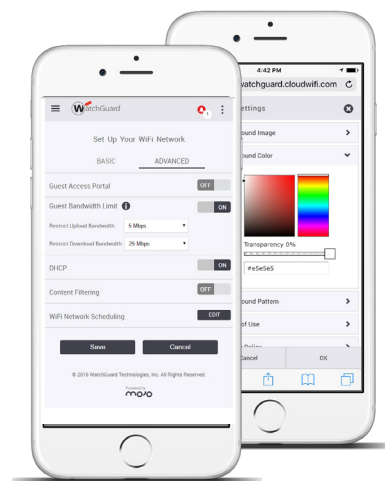 WatchGuard
1
Set Up Your WiFi Network
BASIC
ADVANCED
Guest Access Portal
OFF
Guest Bandwidth Limit
ON
Restrict Upload Bandwidth
5 Mbps
Restrict Download Bandwidth
25 Mbps
DHCP
ON
Content Filtering
OFF
WiFi Network Scheduling
EDIT
Save
Cancel
© 2016 WatchGuard Technologies, Inc. All Rights Reserved.
Powered by
mojo
4:42 PM
watchguard.cloudwifi.com
ettings
ound Image
ound Color
Transparency 0%
#e5e5e5
ound Pattern
of Use
Policy
Cancel
OK